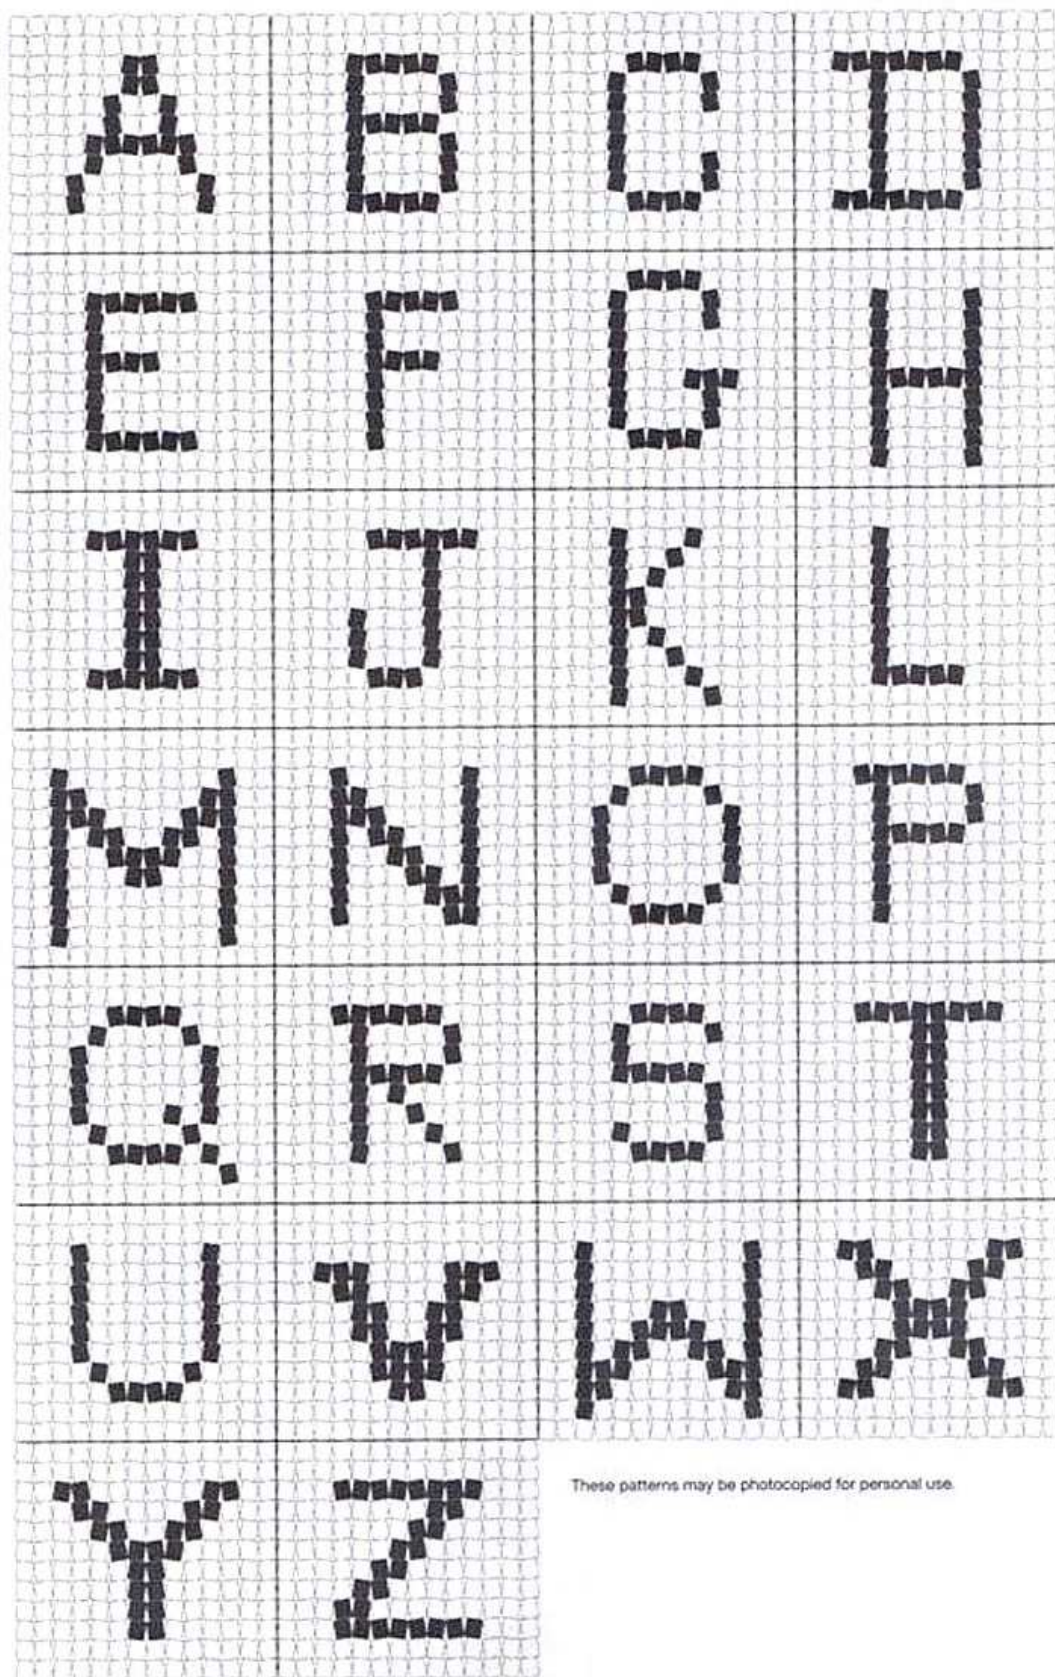 A B C D
E F G H
I J K L
M N O P
Q R S T
U V W X
Y Z
These patterns may be photocopied for personal use.